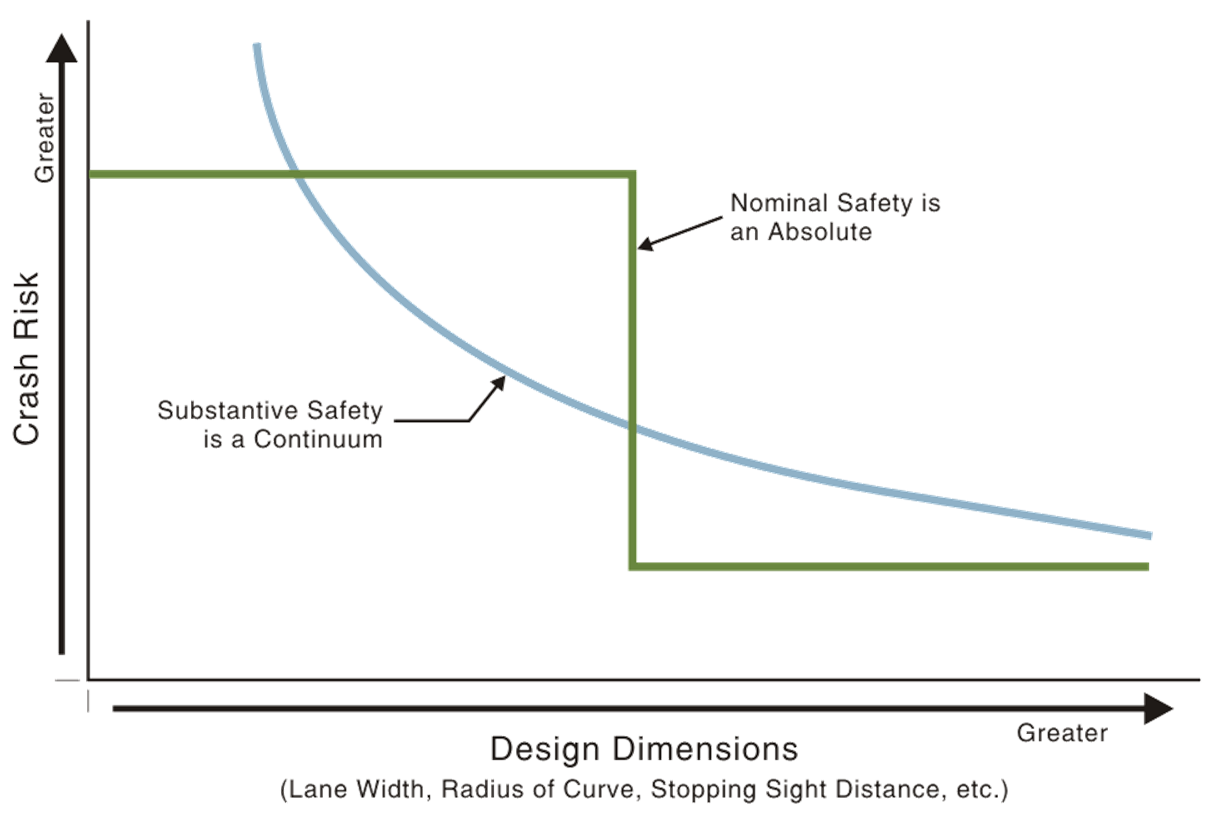 Greater
Crash Risk
Nominal Safety is
an Absolute
Substantive Safety
is a Continuum
Greater
Design Dimensions
(Lane Width, Radius of Curve, Stopping Sight Distance, etc.)